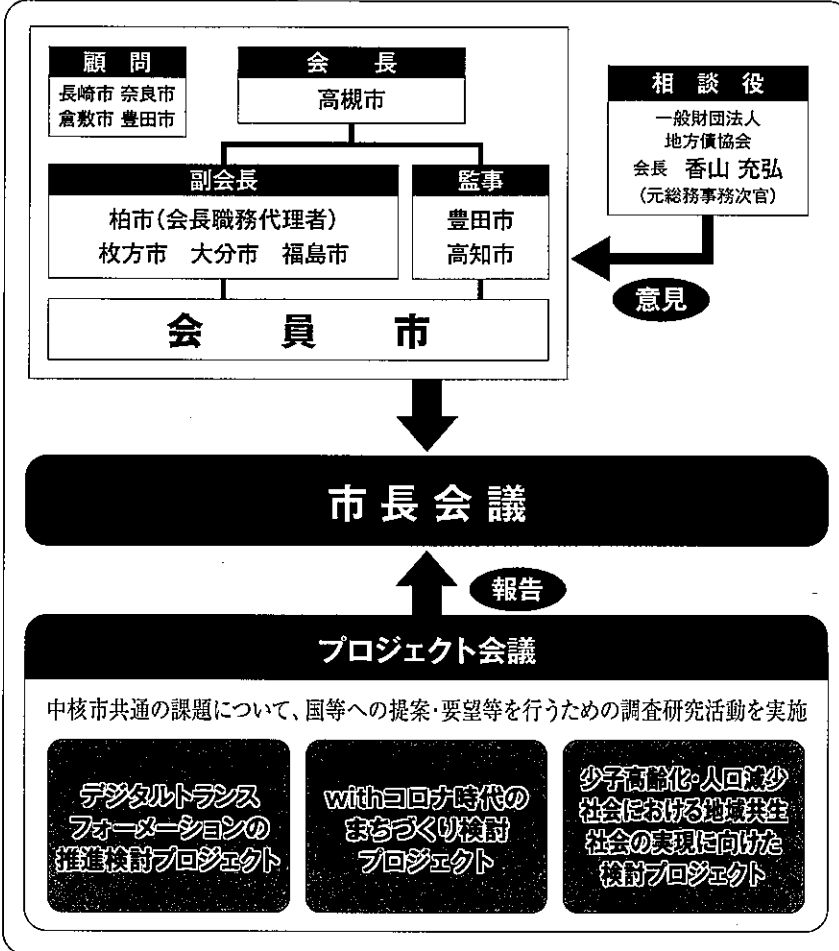 顧問
長崎市 奈良市
倉敷市 豊田市
会長
高槻市
相談役
一般財団法人
地方債協会
会長 香山 充弘
(元総務事務次官)
副会長
柏市(会長職務代理者)
枚方市 大分市 福島市
監事
豊田市
高知市
意見
会員市
市長会議
報告
プロジェクト会議
中核市共通の課題について、国等への提案・要望等を行うための調査研究活動を実施
デジタルトランス
フォーメーションの
推進検討プロジェクト
withコロナ時代の
まちづくり検討
プロジェクト
少子高齢化・人口減少
社会における地域共生
社会の実現に向けた
検討プロジェクト